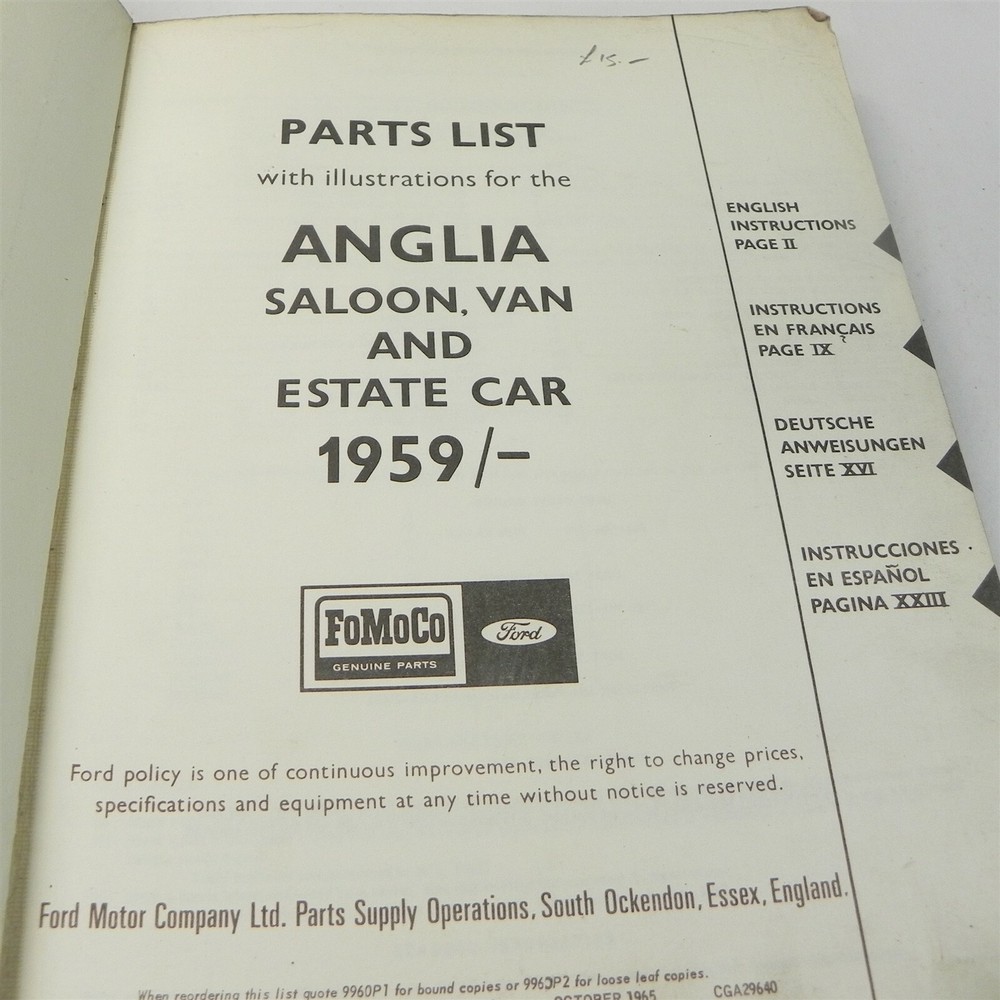 £15.-
PARTS LIST
with illustrations for the
ANGLIA
SALOON, VAN
AND
ESTATE CAR
1959/-
FoMoCo
GENUINE PARTS
Ford
Ford policy is one of continuous improvement, the right to change prices,
specifications and equipment at any time without notice is reserved.
Ford Motor Company Ltd. Parts Supply Operations, South Ockendon, Essex, England.
When reordering this list quote 9960P1 for bound copies or 9960P2 for loose leaf copies.
OCTOBER 1965
CGA29640
ENGLISH
INSTRUCTIONS
PAGE II
INSTRUCTIONS
EN FRANÇAIS
PAGE IX
DEUTSCHE
ANWEISUNGEN
SEITE XVI
INSTRUCCIONES
EN ESPAÑOL
PAGINA XXIII